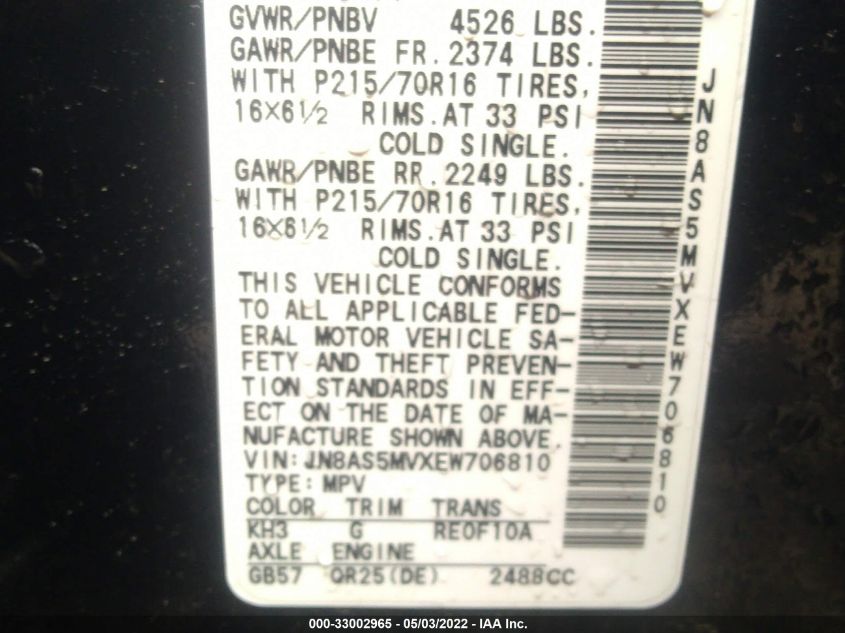 GVWR/PNBV 4526 LBS.
GAWR/PNBE FR. 2374 LBS.
WITH P215/70R16 TIRES,
16X6½ RIMS. AT 33 PSI
COLD SINGLE.
GAWR/PNBE RR. 2249 LBS.
WITH P215/70R16 TIRES,
16X6½ RIMS. AT 33 PSI
COLD SINGLE.
THIS VEHICLE CONFORMS
TO ALL APPLICABLE FED-
ERAL MOTOR VEHICLE SA-
FETY AND THEFT PREVEN-
TION STANDARDS IN EFF-
ECT ON THE DATE OF MA-
NUFACTURE SHOWN ABOVE.
VIN: JN8AS5MVXEW706810
TYPE: MPV
COLOR TRIM TRANS
KH3 G RE0F10A
AXLE ENGINE
GB57 QR25(DE) 2488CC
JN8AS5MVXEW706810
000-33002965 - 05/03/2022 - IAA Inc.